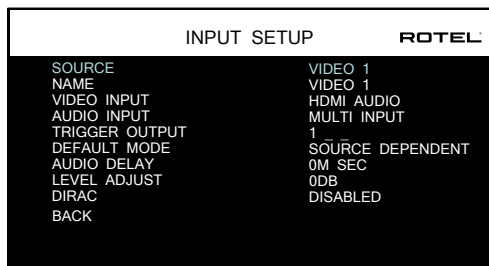 INPUT SETUP ROTEL
SOURCE VIDEO 1
NAME VIDEO 1
VIDEO INPUT HDMI AUDIO
AUDIO INPUT MULTI INPUT
TRIGGER OUTPUT 1 _ _
DEFAULT MODE SOURCE DEPENDENT
AUDIO DELAY 0M SEC
LEVEL ADJUST 0DB
DIRAC DISABLED
BACK